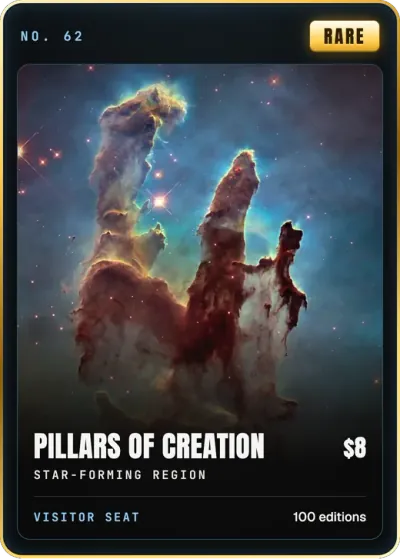 NO. 62
RARE
PILLARS OF CREATION
$8
STAR-FORMING REGION
VISITOR SEAT
100 editions